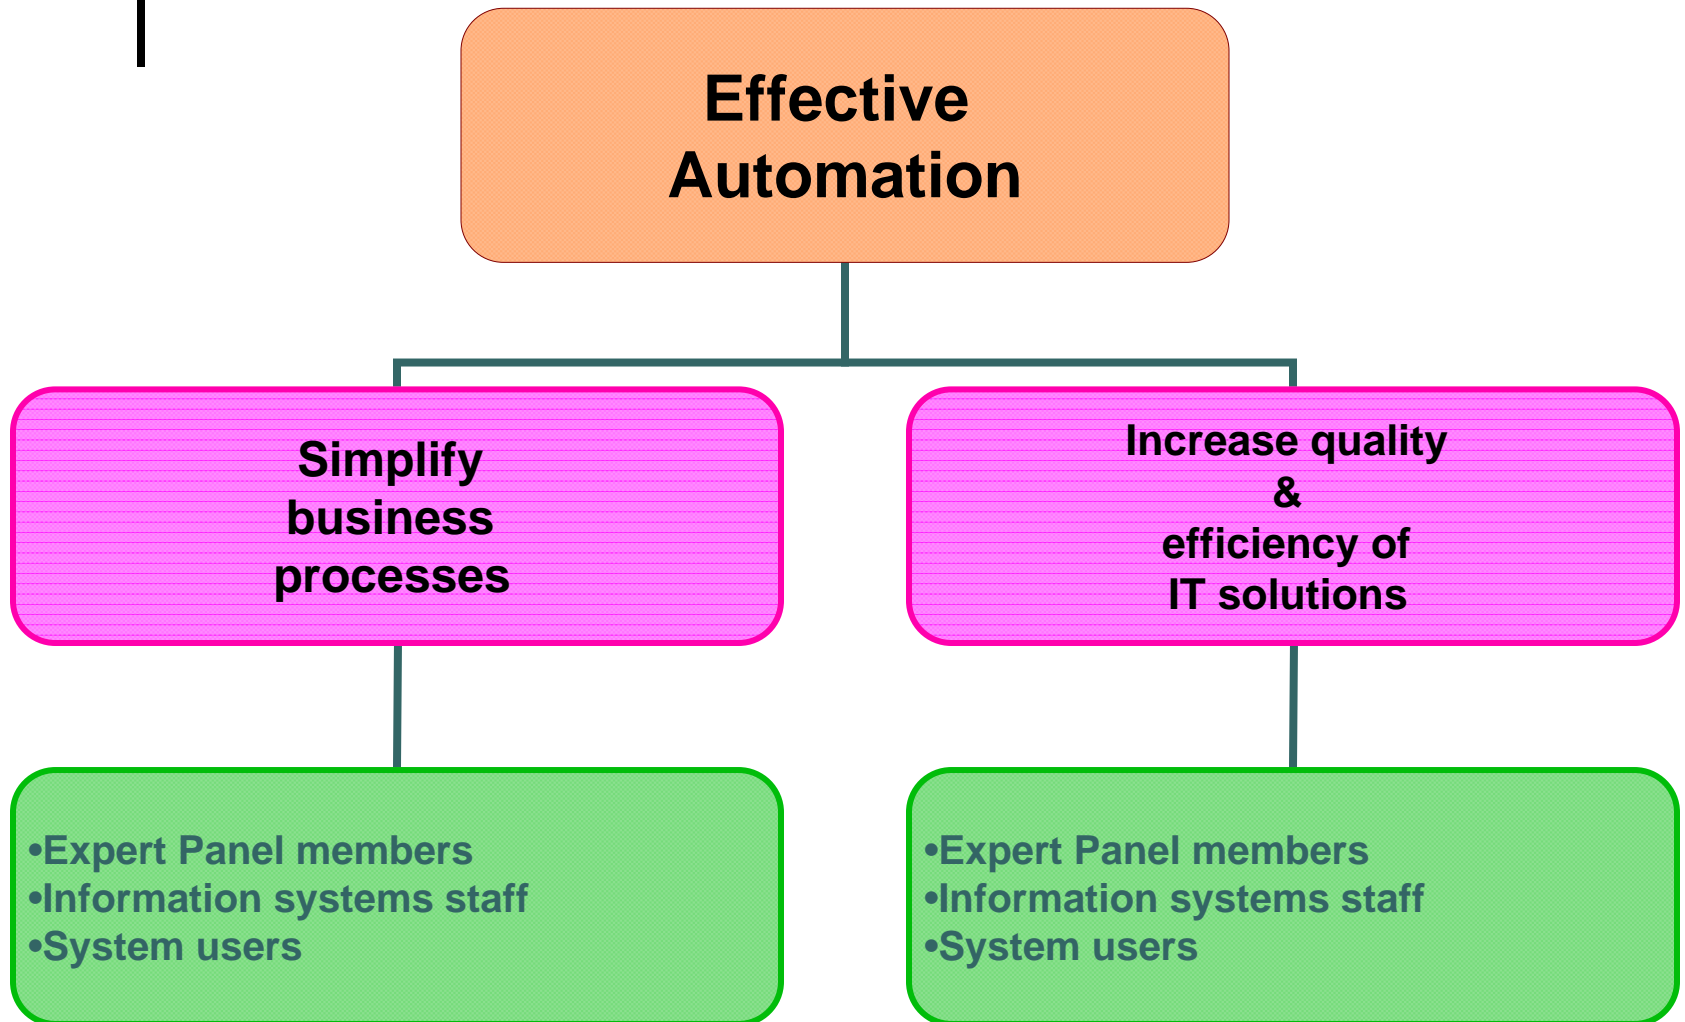 Effective
Automation
Simplify
business
processes
Increase quality
&
efficiency of
IT solutions
•Expert Panel members
•Information systems staff
•System users
•Expert Panel members
•Information systems staff
•System users